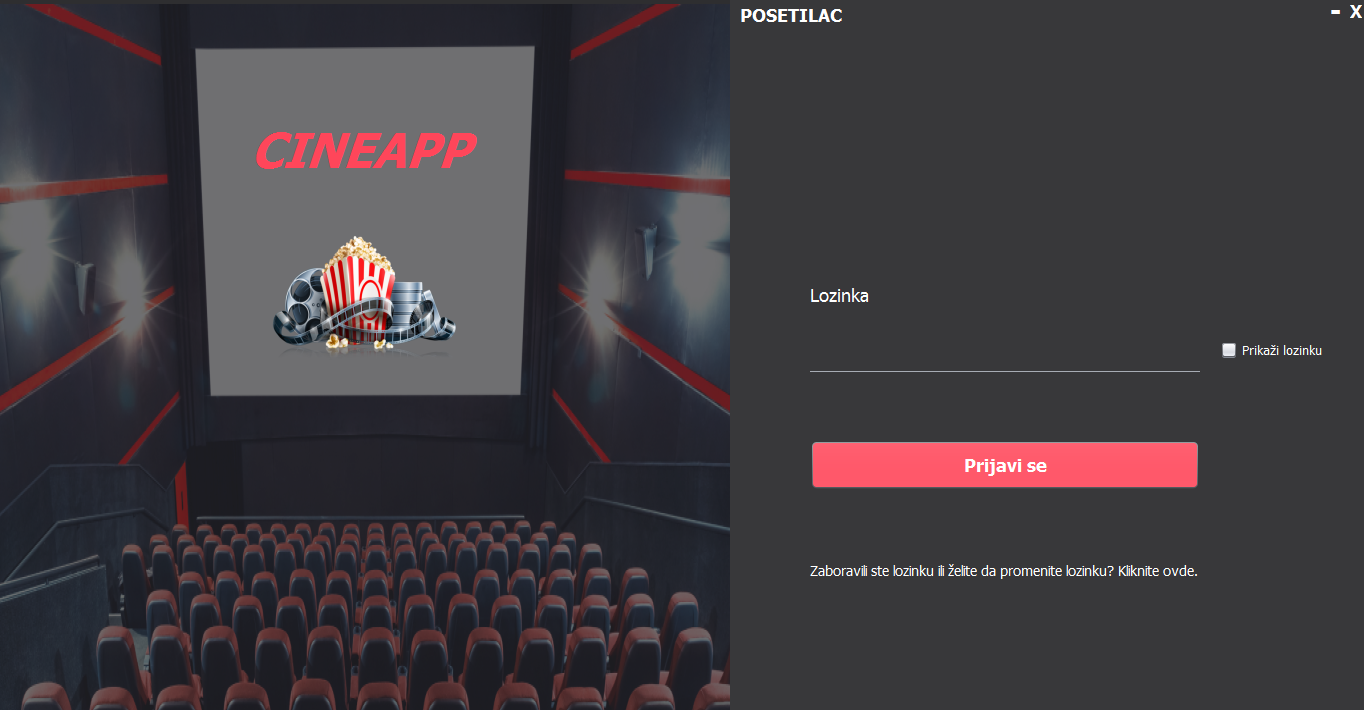 CINEAPP
POSETILAC
- X
Lozinka
Prikaži lozinku
Prijavi se
Zaboravili ste lozinku ili želite da promenite lozinku? Kliknite ovde.